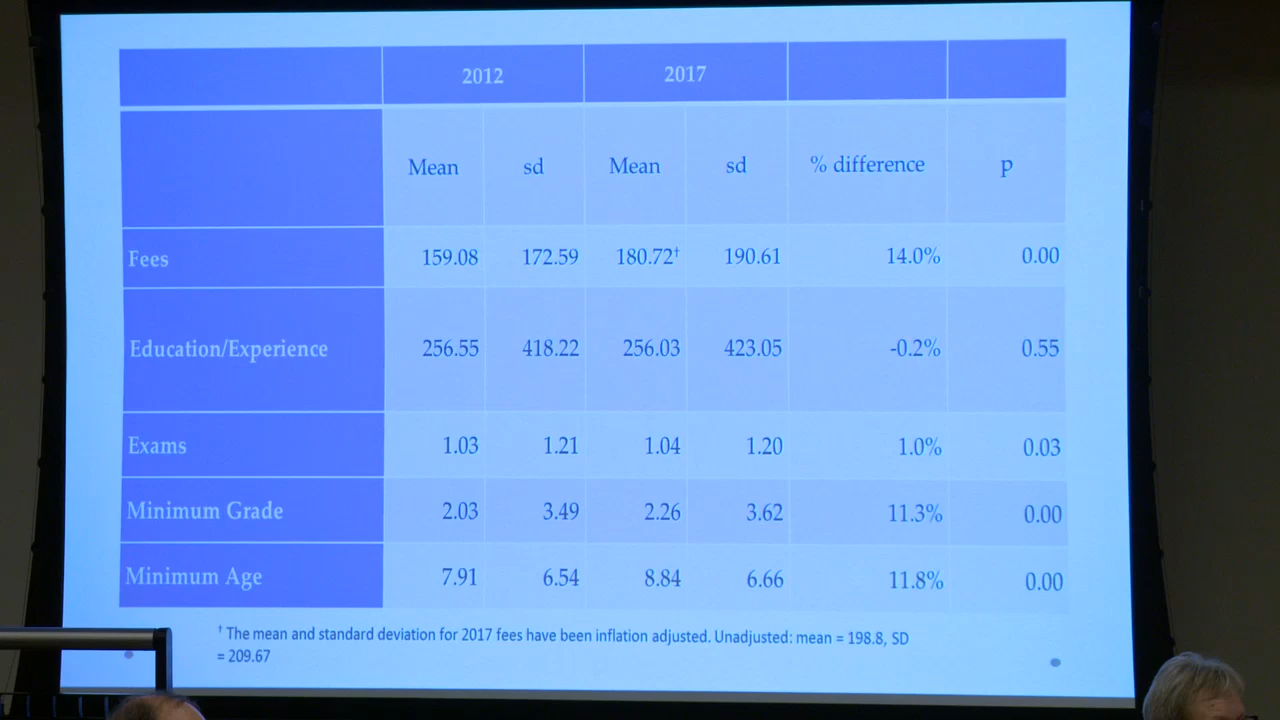 2012 2017
Mean sd Mean sd % difference p
Fees 159.08 172.59 180.72† 190.61 14.0% 0.00
Education/Experience 256.55 418.22 256.03 423.05 -0.2% 0.55
Exams 1.03 1.21 1.04 1.20 1.0% 0.03
Minimum Grade 2.03 3.49 2.26 3.62 11.3% 0.00
Minimum Age 7.91 6.54 8.84 6.66 11.8% 0.00
† The mean and standard deviation for 2017 fees have been inflation adjusted. Unadjusted: mean = 198.8, SD
= 209.67